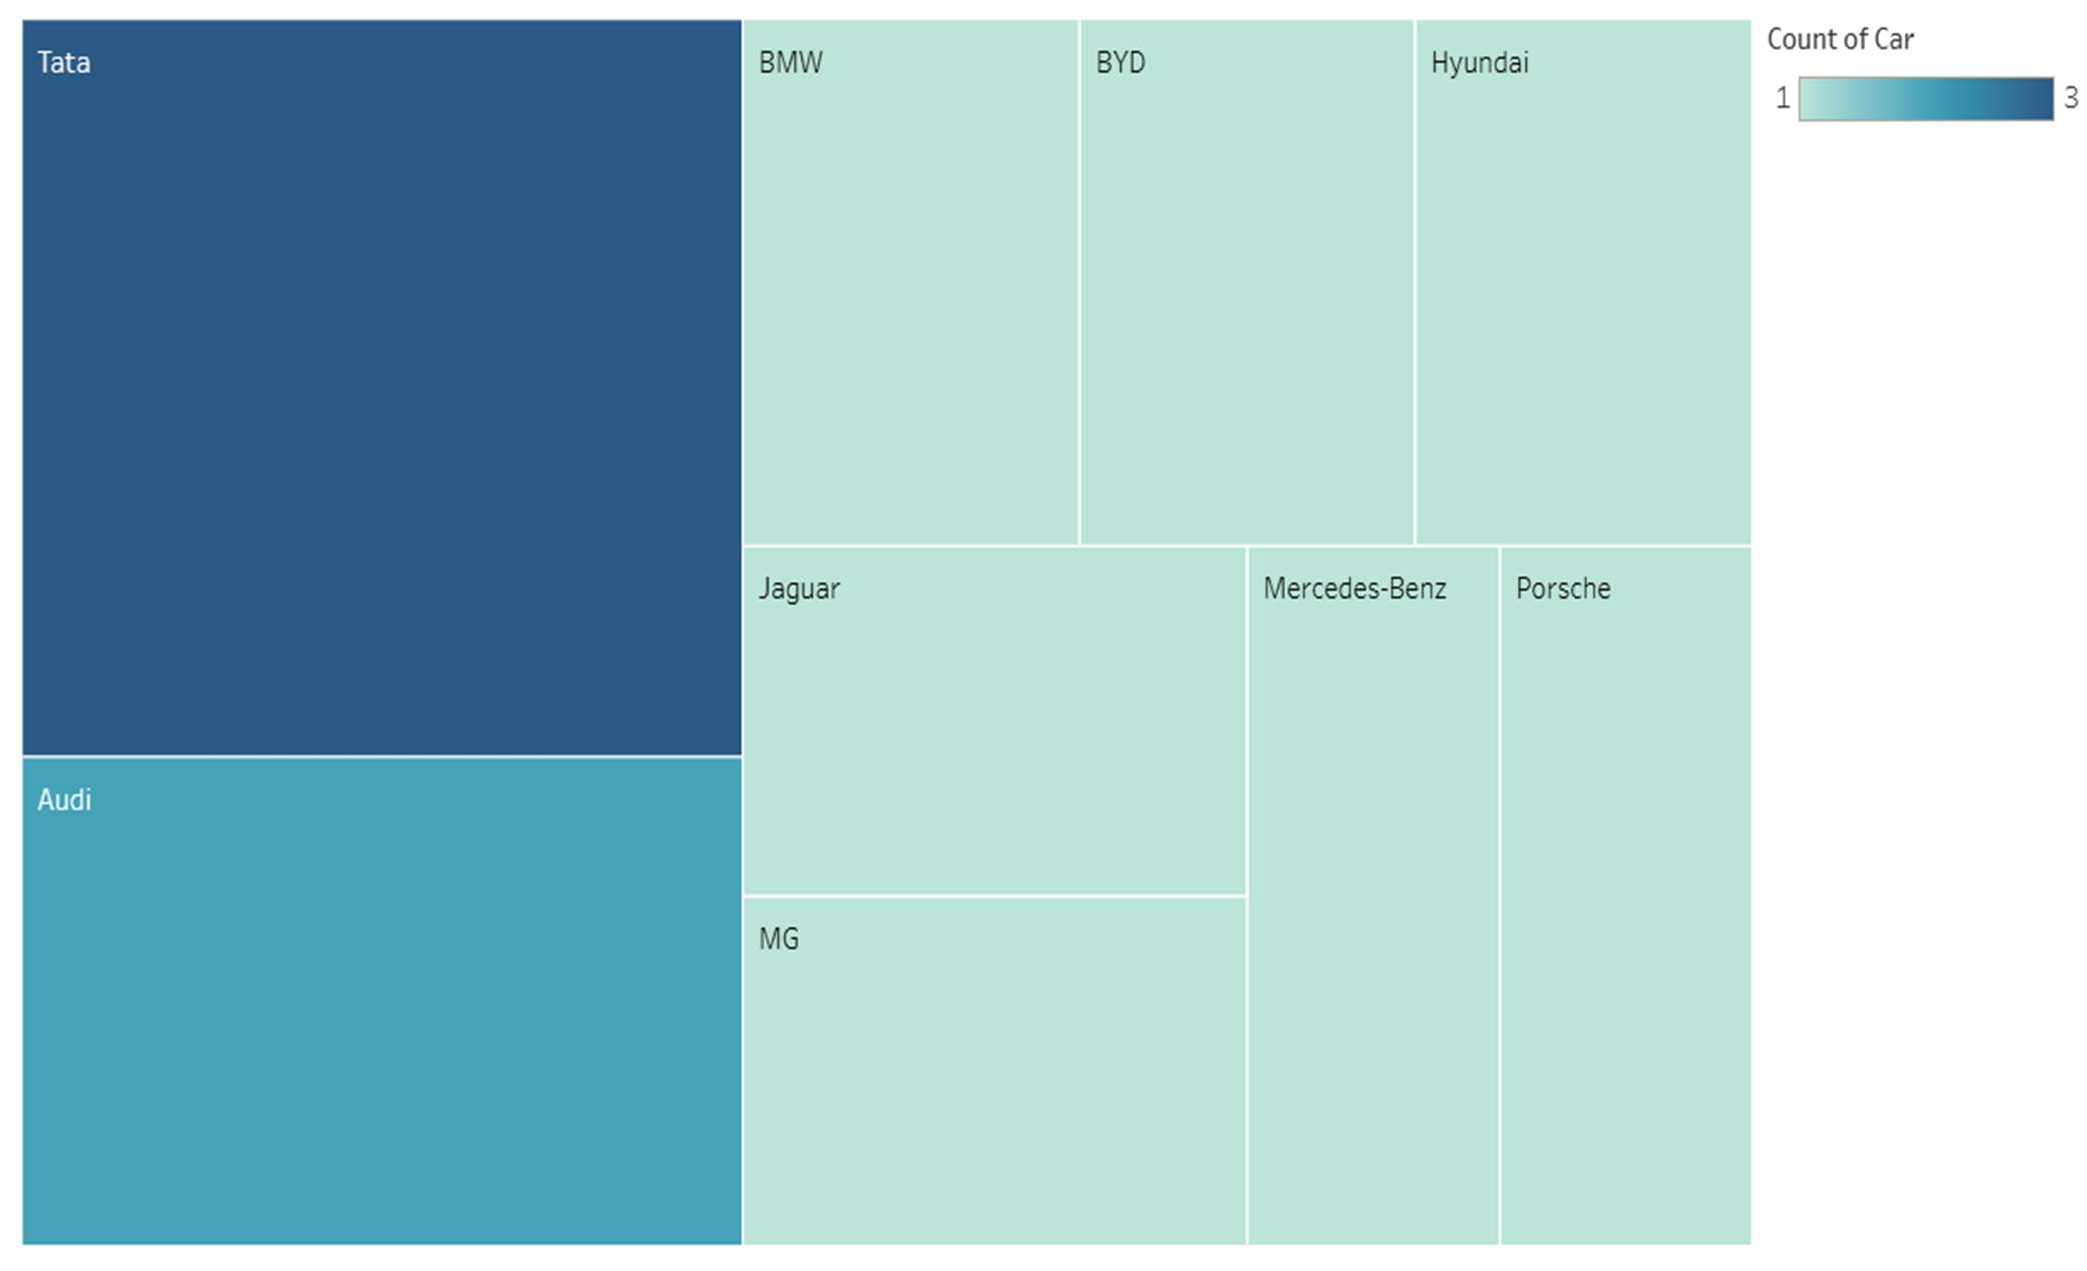 Tata
BMW
BYD
Hyundai
Count of Car
1
3
Jaguar
Mercedes-Benz
Porsche
Audi
MG